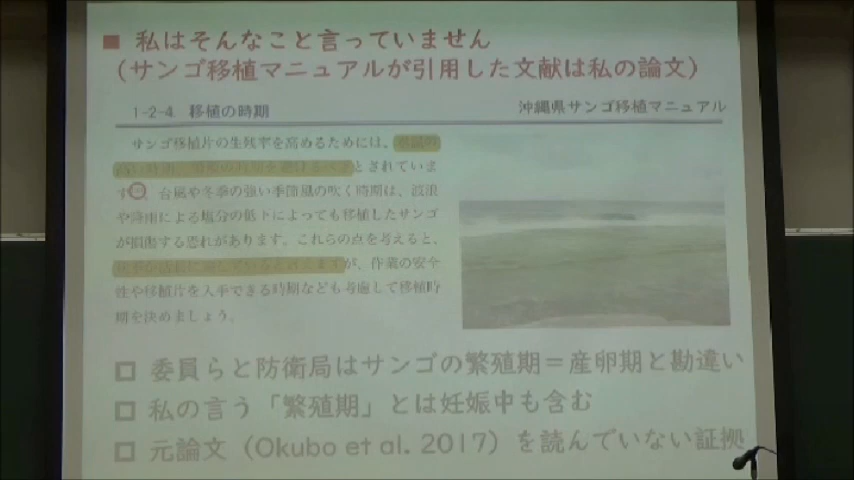 ■ 私はそんなこと言っていません
(サンゴ移植マニュアルが引用した文献は私の論文)
1-2-4. 移植の時期
沖縄県サンゴ移植マニュアル
サンゴ移植片の生残率を高めるためには、
とされていま
す。台風や冬季の強い季節風の吹く時期は、波浪
や降雨による塩分の低下によっても移植したサンゴ
が損傷する恐れがあります。これらの点を考えると、
が、作業の安全
性や移植片を入手できる時期なども考慮して移植時
期を決めましょう。
□ 委員らと防衛局はサンゴの繁殖期＝産卵期と勘違い
□ 私の言う「繁殖期」とは妊娠中も含む
□ 元論文（Okubo et al. 2017）を読んでいない証拠